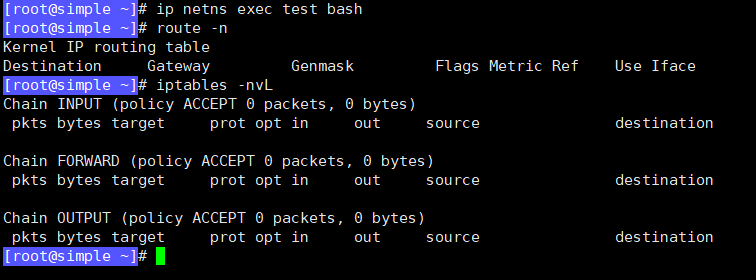 [root@simple ~]# ip netns exec test bash
[root@simple ~]# route -n
Kernel IP routing table
Destination     Gateway         Genmask         Flags Metric Ref    Use Iface
[root@simple ~]# iptables -nvL
Chain INPUT (policy ACCEPT 0 packets, 0 bytes)
 pkts bytes target     prot opt in     out     source               destination
Chain FORWARD (policy ACCEPT 0 packets, 0 bytes)
 pkts bytes target     prot opt in     out     source               destination
Chain OUTPUT (policy ACCEPT 0 packets, 0 bytes)
 pkts bytes target     prot opt in     out     source               destination
[root@simple ~]#